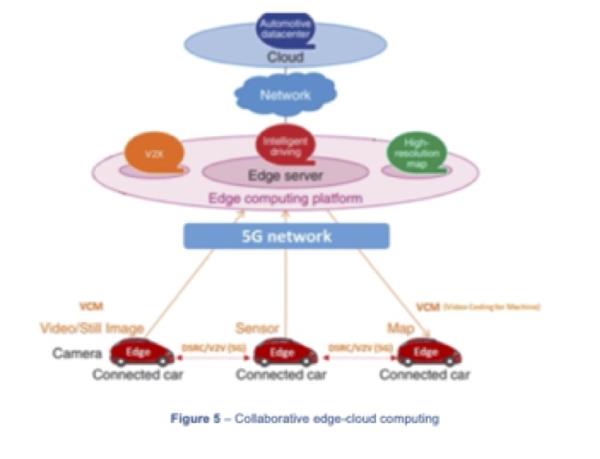 Automotive
datacenter
Cloud
Network
V2X
Intelligent
driving
High-
resolution
map
Edge server
Edge computing platform
5G network
VCM
VCM (Video Coding for Machine)
Video/Still Image
Sensor
Map
Camera
Edge
DSRC/V2V (5G)
Edge
DSRC/V2V (5G)
Edge
Connected car
Connected car
Connected car
Figure 5 – Collaborative edge-cloud computing